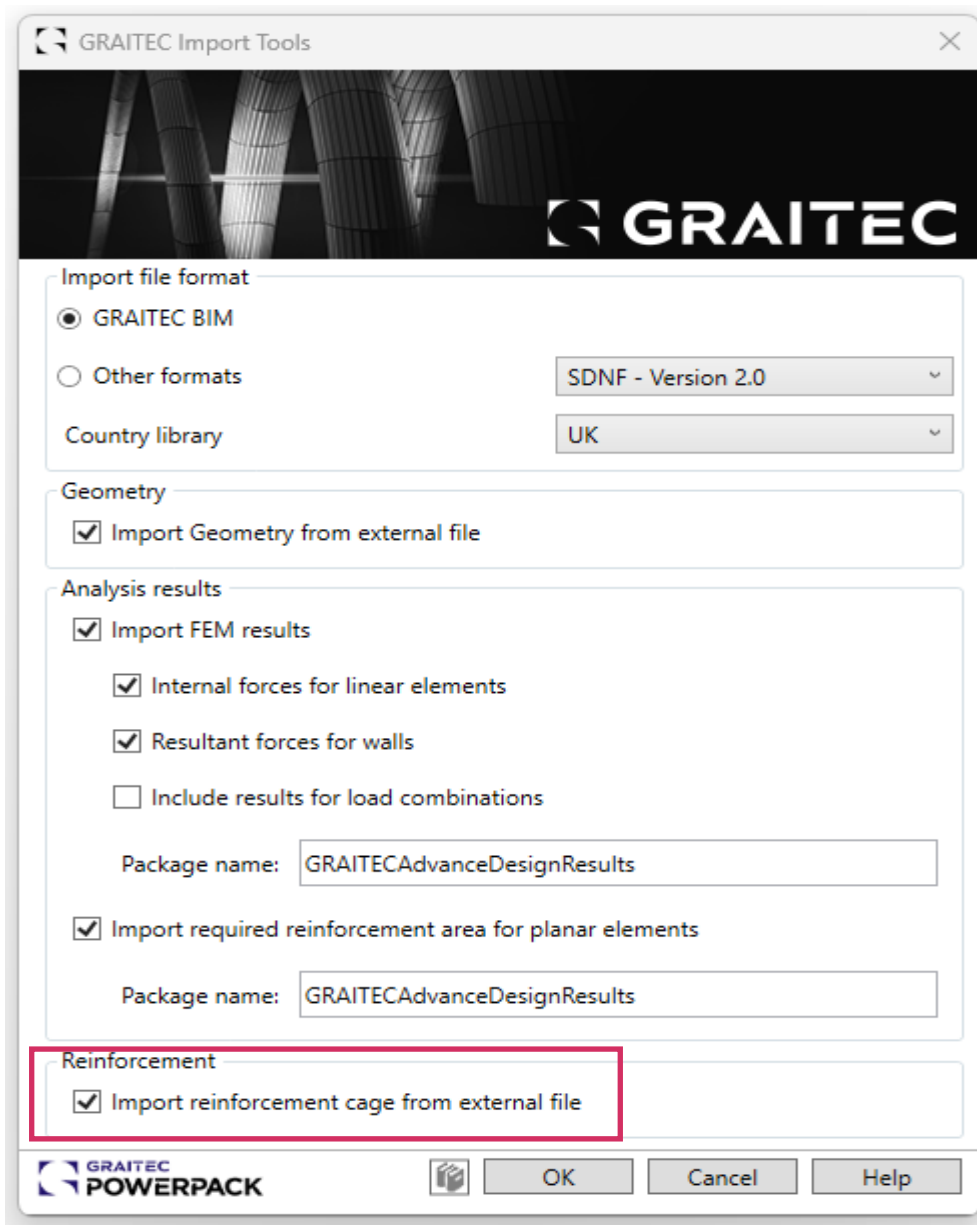 GRAITEC Import Tools
GRAITEC
Import file format
GRAITEC BIM
Other formats
SDNF - Version 2.0
Country library
UK
Geometry
Import Geometry from external file
Analysis results
Import FEM results
Internal forces for linear elements
Resultant forces for walls
Include results for load combinations
Package name: GRAITECAdvanceDesignResults
Import required reinforcement area for planar elements
Package name: GRAITECAdvanceDesignResults
Reinforcement
Import reinforcement cage from external file
GRAITEC
POWERPACK
OK
Cancel
Help